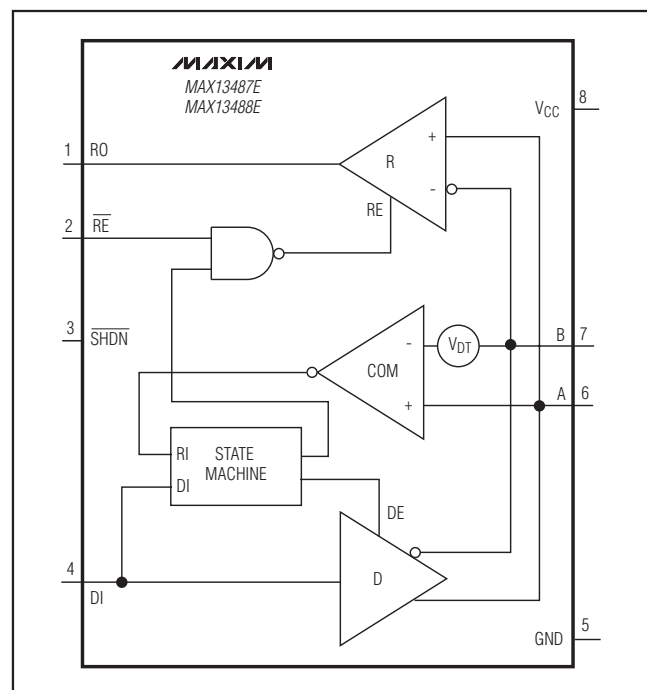 MAXIM
MAX13487E
MAX13488E
8
VCC
1 RO
R
+
-
RE
2 RE
3 SHDN
-
VDT
B 7
COM
+
A 6
RI
STATE
MACHINE
DI
DE
4
DI
D
5
GND